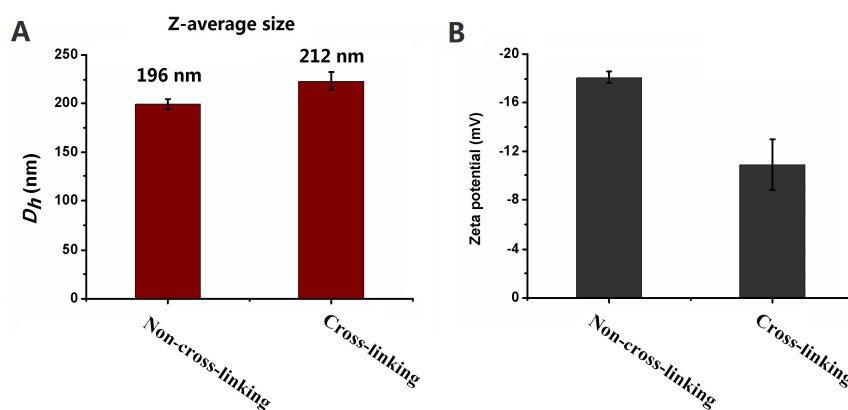 A
Z-average size
250
200
150
100
50
0
Dh (nm)
196 nm
212 nm
Non-cross-linking
Cross-linking
B
-20
-16
-12
-8
-4
0
Zeta potential (mV)
Non-cross-linking
Cross-linking